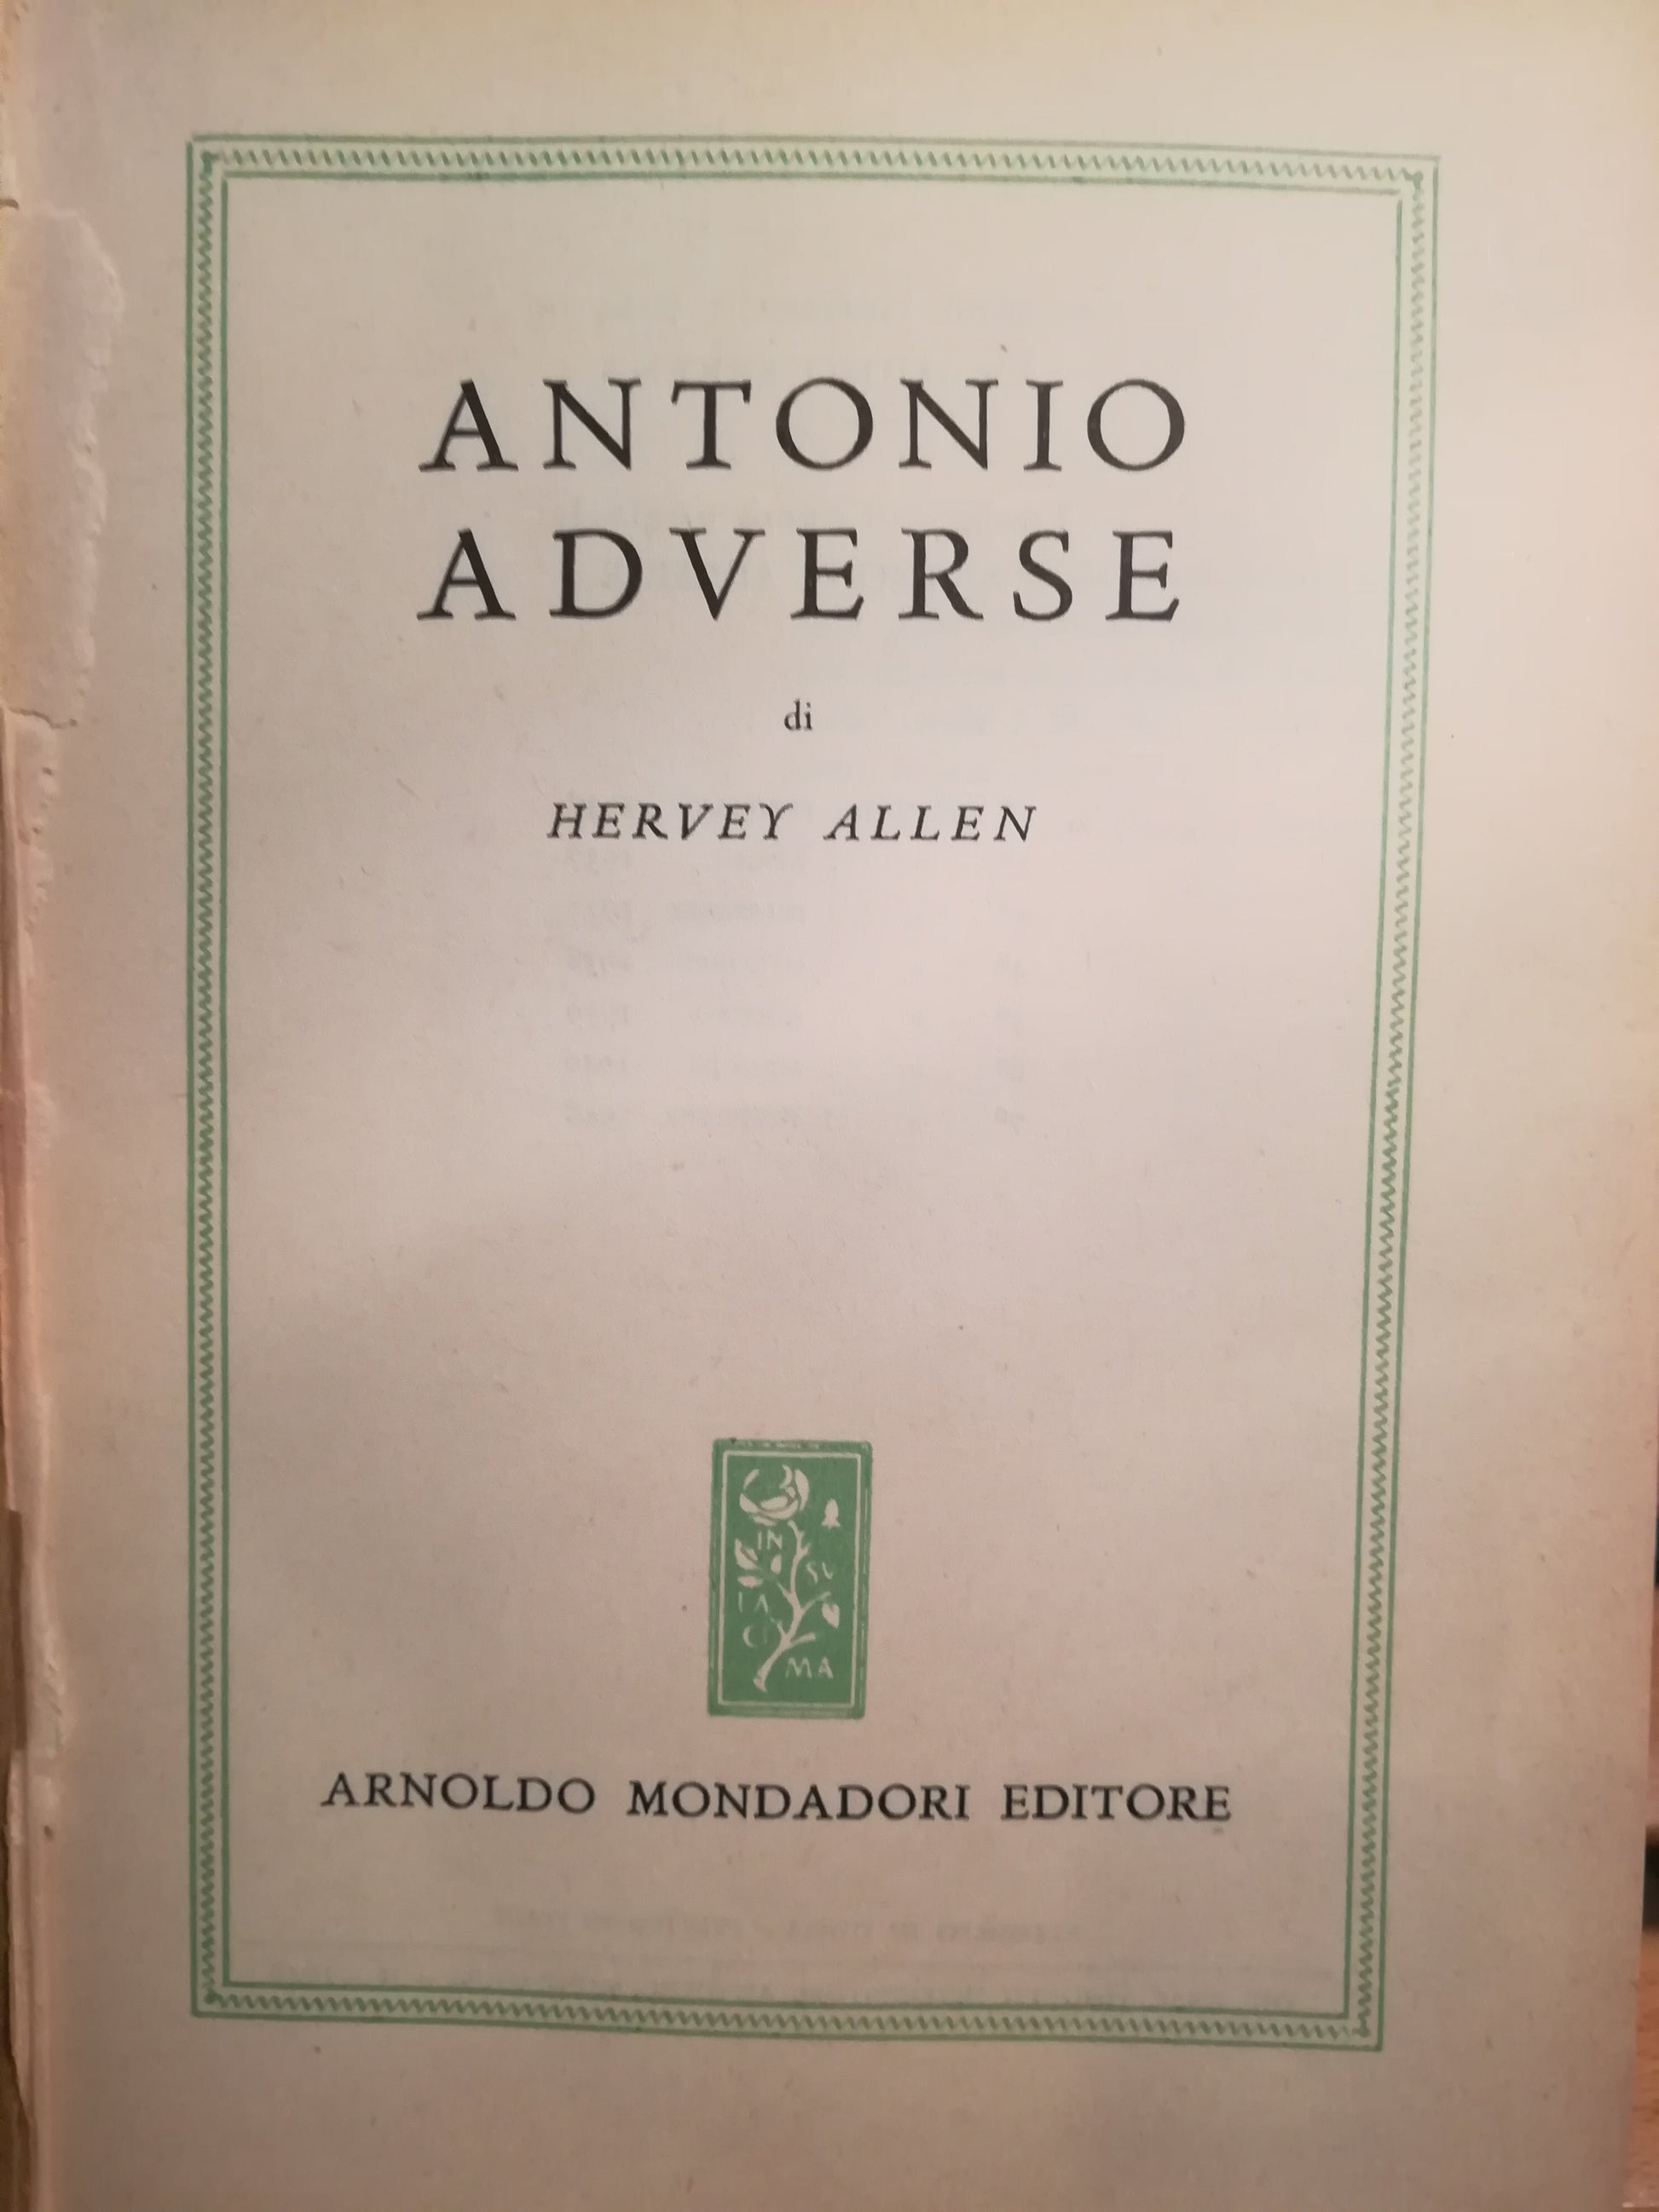 ANTONIO
ADVERSE
di
HERVEY ALLEN
IN
SU
LA
CI
MA
ARNOLDO MONDADORI EDITORE